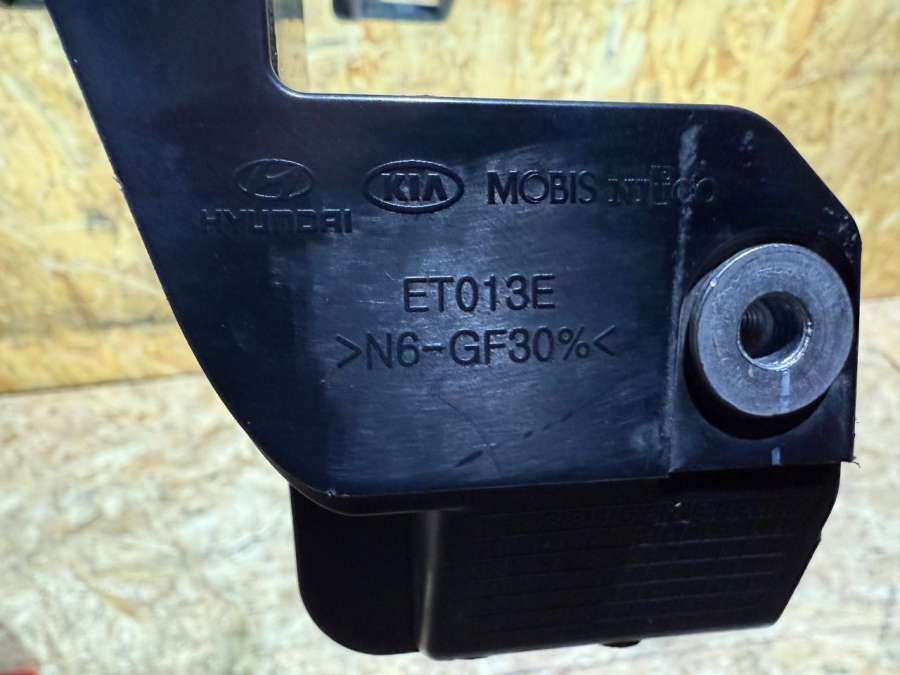 HYUNDAI KIA MOBIS
ET013E
>N6-GF30%<